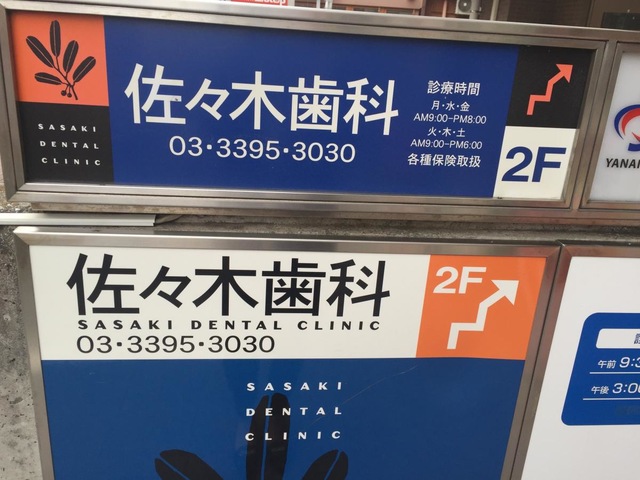 SASAKI
DENTAL
CLINIC
佐々木歯科
03・3395・3030
診療時間
月・水・金
AM9:00-PM8:00
火・木・土
AM9:00-PM6:00
各種保険取扱
2F
佐々木歯科
SASAKI DENTAL CLINIC
03・3395・3030
2F
SASAKI
DENTAL
CLINIC
午前 9:3
午後 3:0